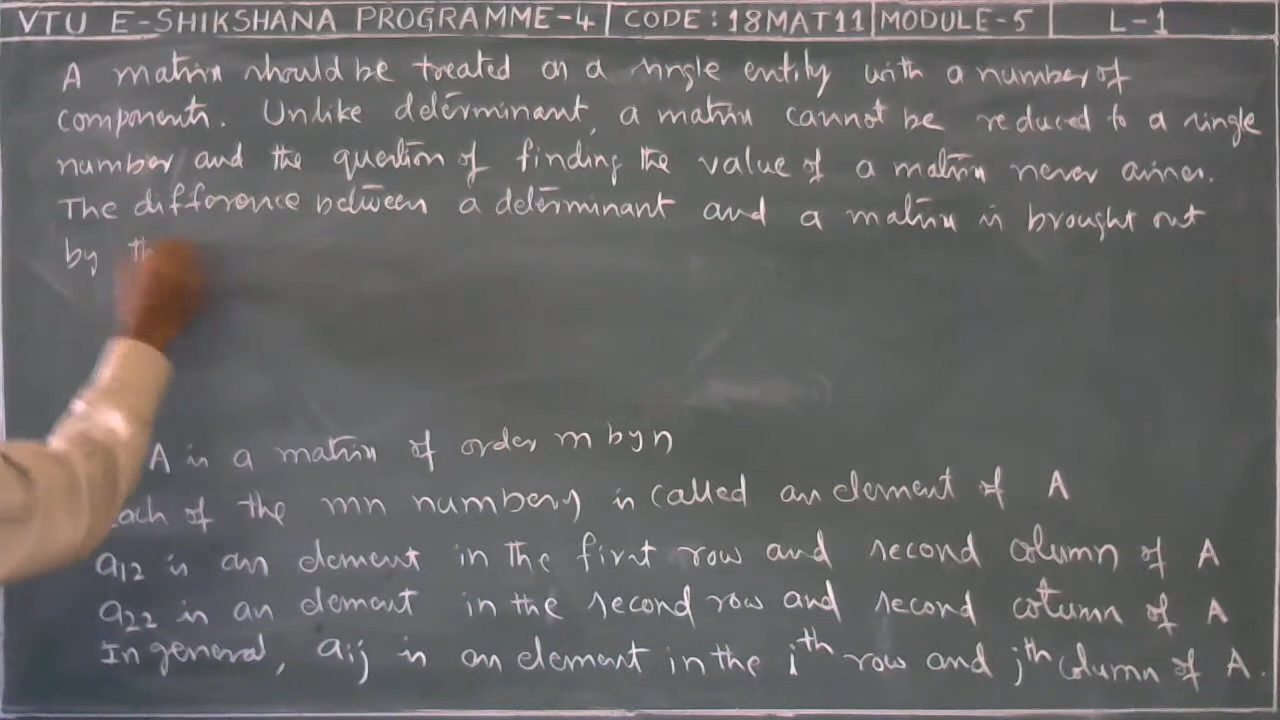 VTU E-SHIKSHANA PROGRAMME-4 CODE: 18MAT11 MODULE-5 L-1
A matrix should be treated as a single entity with a number of
components. Unlike determinant, a matrix cannot be reduced to a single
number and the question of finding the value of a matrix never arises.
The difference between a determinant and a matrix is brought out
by
A is a matrix of order m by n
of the mn numbers is called an element of A
a12 is an element in the first row and second column of A
a22 is an element in the second row and second column of A
In general, aij is an element in the ith row and jth column of A.